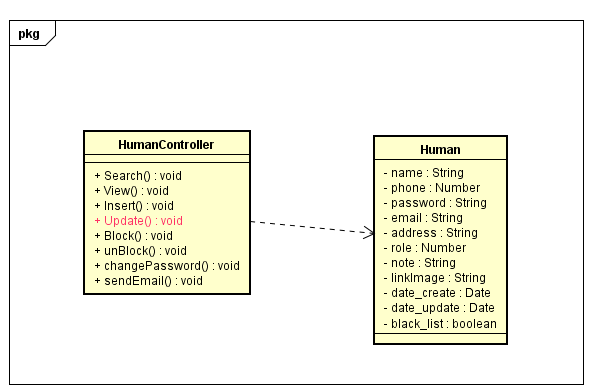 pkg
HumanController
+ Search() : void
+ View() : void
+ Insert() : void
+ Update() : void
+ Block() : void
+ unBlock() : void
+ changePassword() : void
+ sendEmail() : void
Human
- name : String
- phone : Number
- password : String
- email : String
- address : String
- role : Number
- note : String
- linkImage : String
- date_create : Date
- date_update : Date
- black_list : boolean